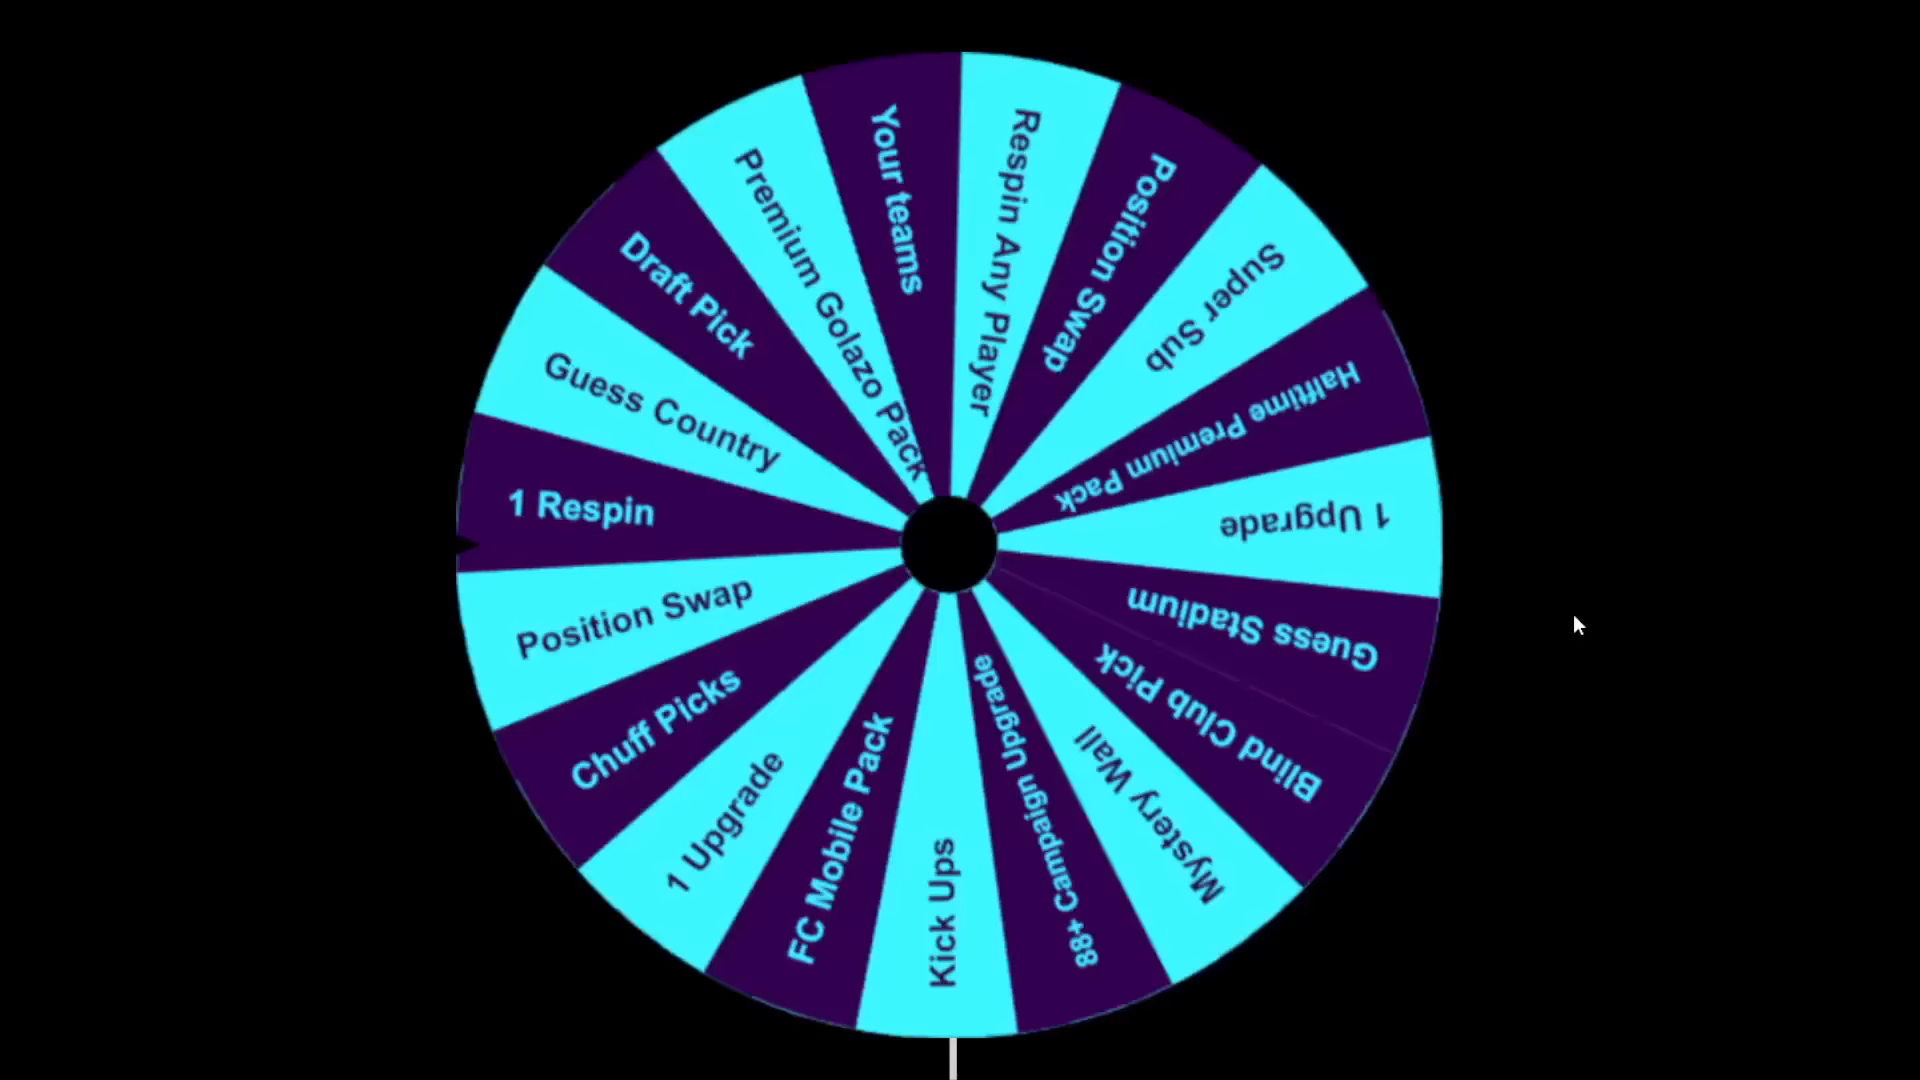 Your teams
Respin Any Player
Position Swap
Super Sub
Halftime Premium Pack
1 Upgrade
Guess Stadium
Blind Club Pick
Mystery Wall
88+ Campaign Upgrade
Kick Ups
FC Mobile Pack
1 Upgrade
Chuff Picks
Position Swap
1 Respin
Guess Country
Draft Pick
Premium Golazo Pack